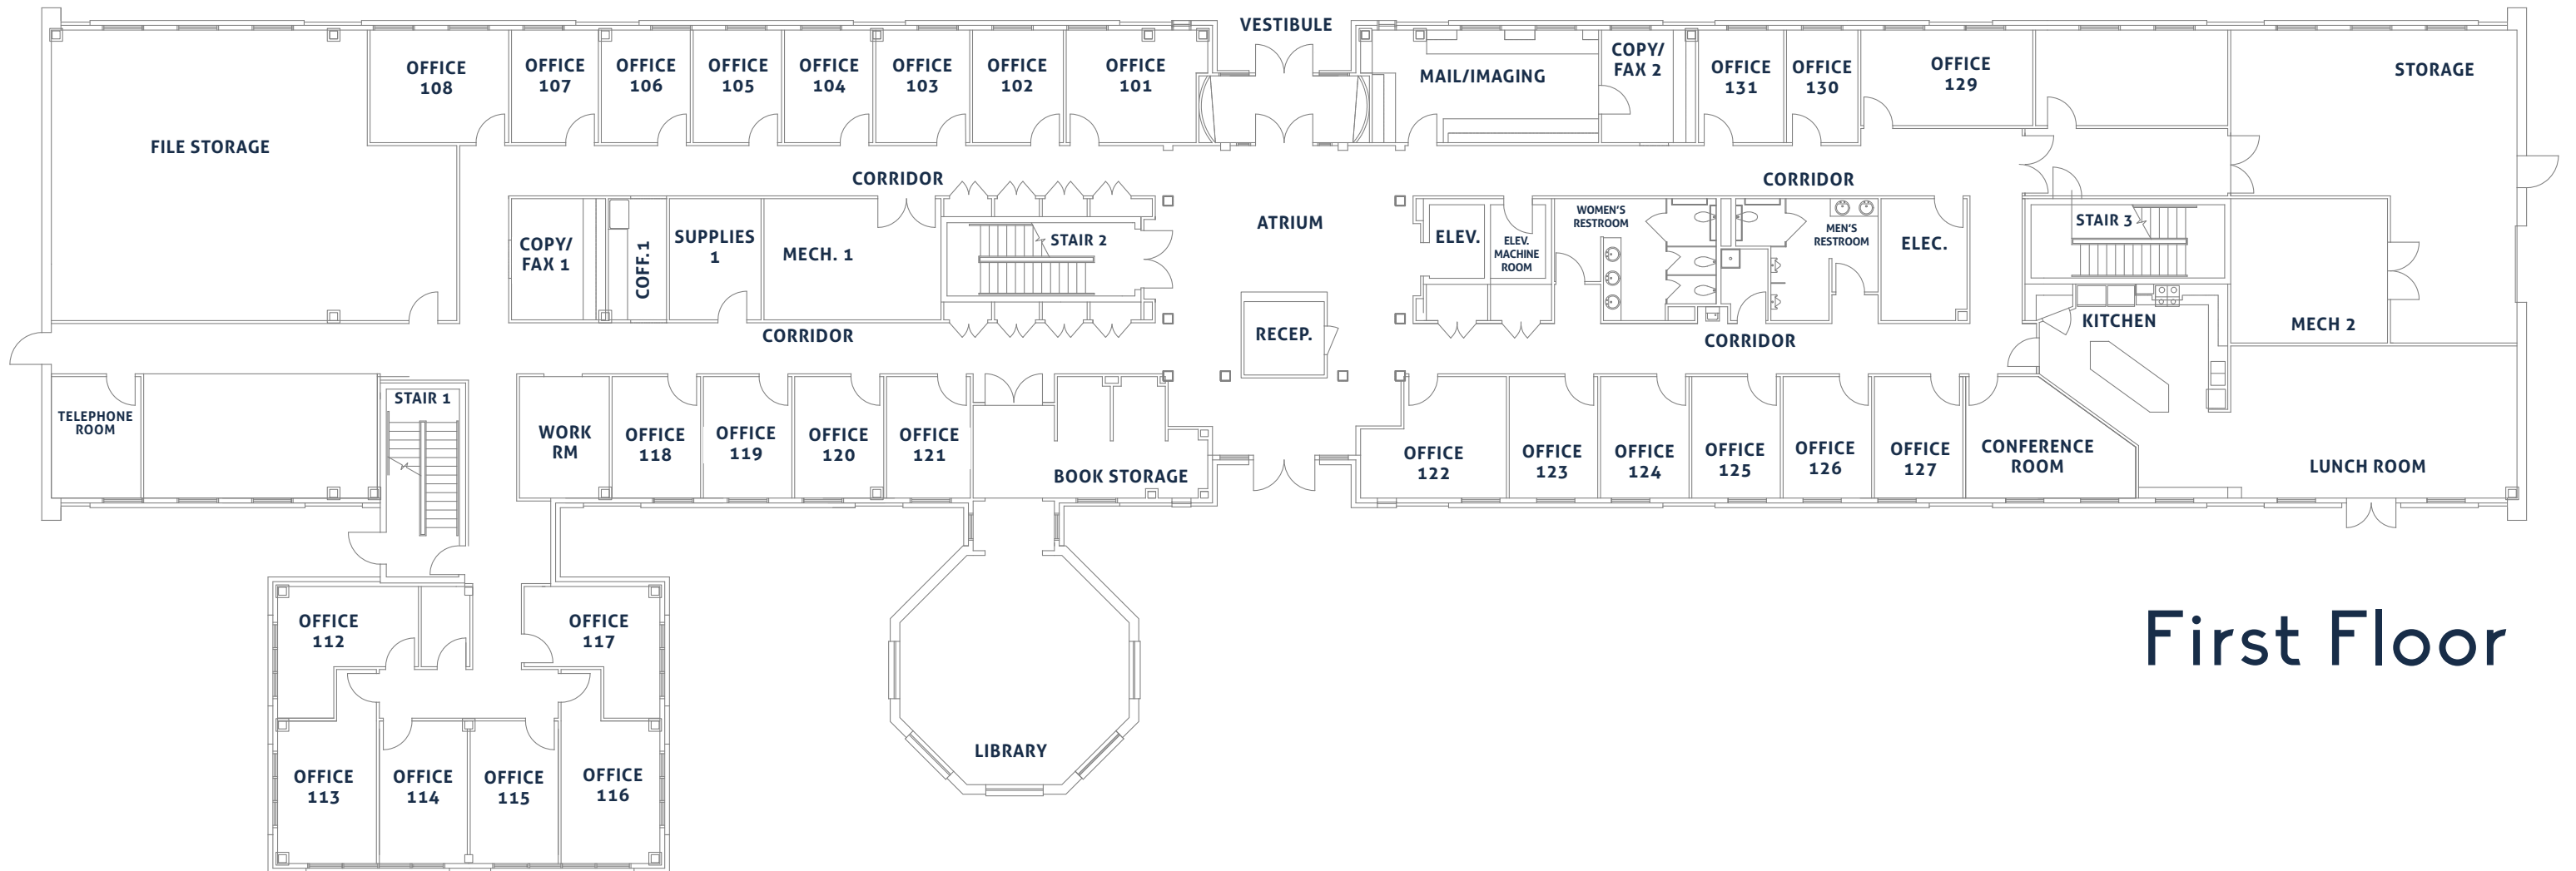 VESTIBULE
OFFICE
108
OFFICE
107
OFFICE
106
OFFICE
105
OFFICE
104
OFFICE
103
OFFICE
102
OFFICE
101
MAIL/IMAGING
COPY/
FAX 2
OFFICE
131
OFFICE
130
OFFICE
129
STORAGE
FILE STORAGE
CORRIDOR
CORRIDOR
COPY/
FAX 1
COFF. 1
SUPPLIES
1
MECH. 1
STAIR 2
ATRIUM
ELEV.
ELEV.
MACHINE
ROOM
WOMEN'S
RESTROOM
MEN'S
RESTROOM
ELEC.
STAIR 3
KITCHEN
MECH 2
CORRIDOR
RECEP.
CORRIDOR
TELEPHONE
ROOM
STAIR 1
WORK
RM
OFFICE
118
OFFICE
119
OFFICE
120
OFFICE
121
BOOK STORAGE
OFFICE
122
OFFICE
123
OFFICE
124
OFFICE
125
OFFICE
126
OFFICE
127
CONFERENCE
ROOM
LUNCH ROOM
OFFICE
112
OFFICE
117
First Floor
LIBRARY
OFFICE
113
OFFICE
114
OFFICE
115
OFFICE
116